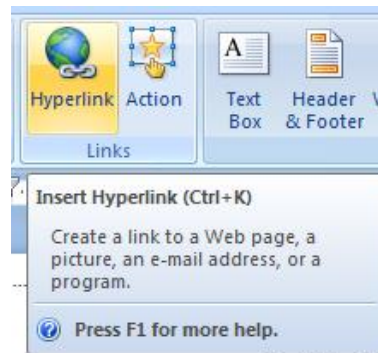 Hyperlink Action Text Header
Box & Footer
Links
Insert Hyperlink (Ctrl+K)
Create a link to a Web page, a
picture, an e-mail address, or a
program.
Press F1 for more help.